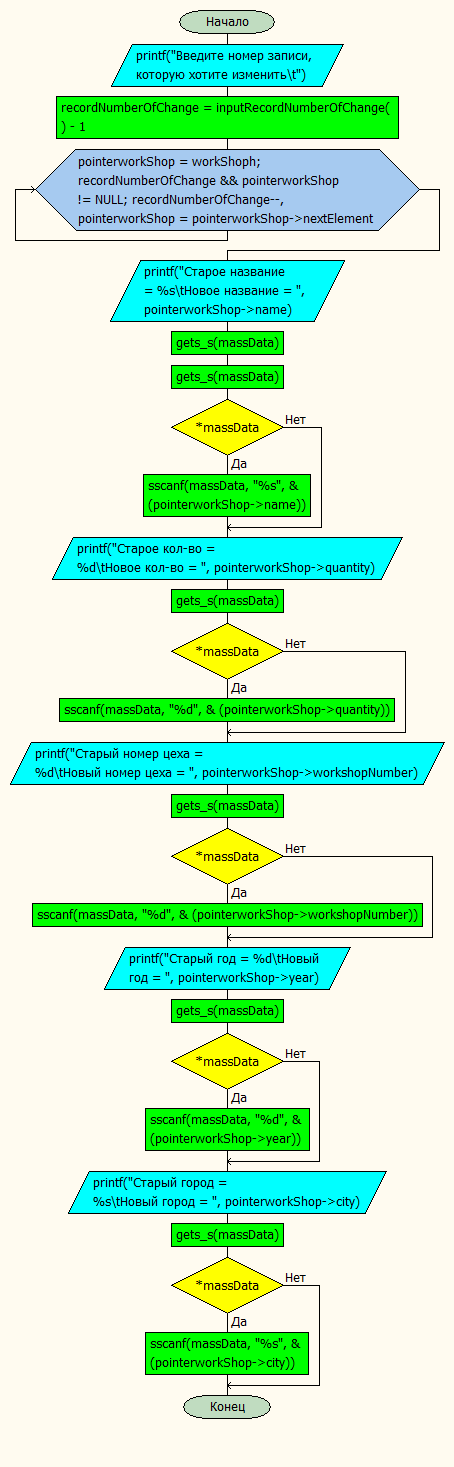 Начало
printf("Введите номер записи,
которую хотите изменить\t")
recordNumberOfChange = inputRecordNumberOfChange(
) - 1
pointerworkShop = workShoph;
recordNumberOfChange && pointerworkShop
!= NULL; recordNumberOfChange--,
pointerworkShop = pointerworkShop->nextElement
printf("Старое название
= %s\tНовое название = ",
pointerworkShop->name)
gets_s(massData)
gets_s(massData)
*massData
Нет
Да
sscanf(massData, "%s", &
(pointerworkShop->name))
printf("Старое кол-во =
%d\tНовое кол-во = ", pointerworkShop->quantity)
gets_s(massData)
*massData
Нет
Да
sscanf(massData, "%d", & (pointerworkShop->quantity))
printf("Старый номер цеха =
%d\tНовый номер цеха = ", pointerworkShop->workshopNumber)
gets_s(massData)
*massData
Нет
Да
sscanf(massData, "%d", & (pointerworkShop->workshopNumber))
printf("Старый год = %d\tНовый
год = ", pointerworkShop->year)
gets_s(massData)
*massData
Нет
Да
sscanf(massData, "%d", &
(pointerworkShop->year))
printf("Старый город =
%s\tНовый город = ", pointerworkShop->city)
gets_s(massData)
*massData
Нет
Да
sscanf(massData, "%s", &
(pointerworkShop->city))
Конец